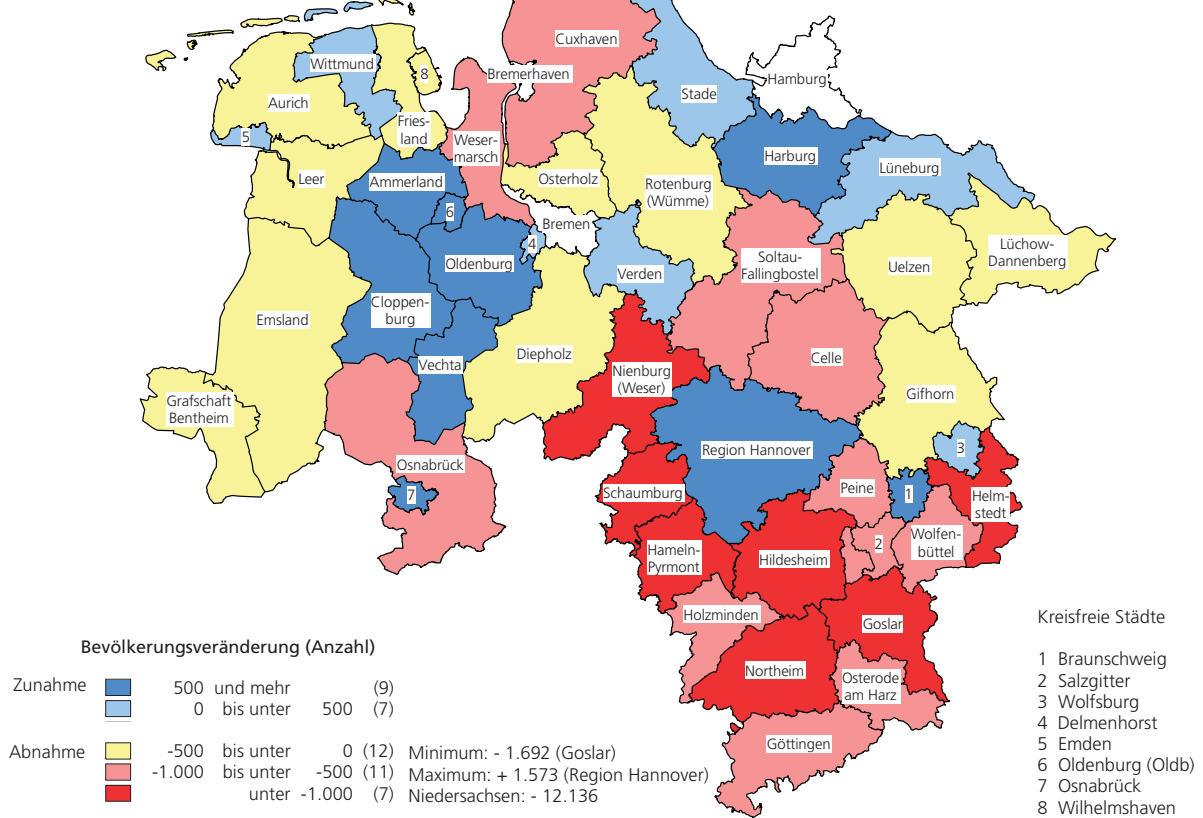 Cuxhaven
Bremerhaven
Hamburg
Wittmund
8
Stade
Aurich
Fries-
land
5
Weser-
marsch
Harburg
Lüneburg
Leer
Ammerland
Osterholz
Rotenburg
(Wümme)
6
Bremen
4
Oldenburg
Verden
Soltau-
Fallingbostel
Uelzen
Lüchow-
Dannenberg
Emsland
Cloppen-
burg
Vechta
Diepholz
Celle
Nienburg
(Weser)
Gifhorn
Grafschaft
Bentheim
Region Hannover
3
Osnabrück
7
Schaumburg
Peine
1
Helm-
stedt
Hameln-
Pyrmont
Hildesheim
2
Wolfen-
büttel
Holzminden
Goslar
Northeim
Osterode
am Harz
Göttingen
Bevölkerungsveränderung (Anzahl)
Zunahme 500 und mehr (9)
0 bis unter 500 (7)
Abnahme -500 bis unter 0 (12) Minimum: - 1.692 (Goslar)
-1.000 bis unter -500 (11) Maximum: + 1.573 (Region Hannover)
unter -1.000 (7) Niedersachsen: - 12.136
Kreisfreie Städte
1 Braunschweig
2 Salzgitter
3 Wolfsburg
4 Delmenhorst
5 Emden
6 Oldenburg (Oldb)
7 Osnabrück
8 Wilhelmshaven